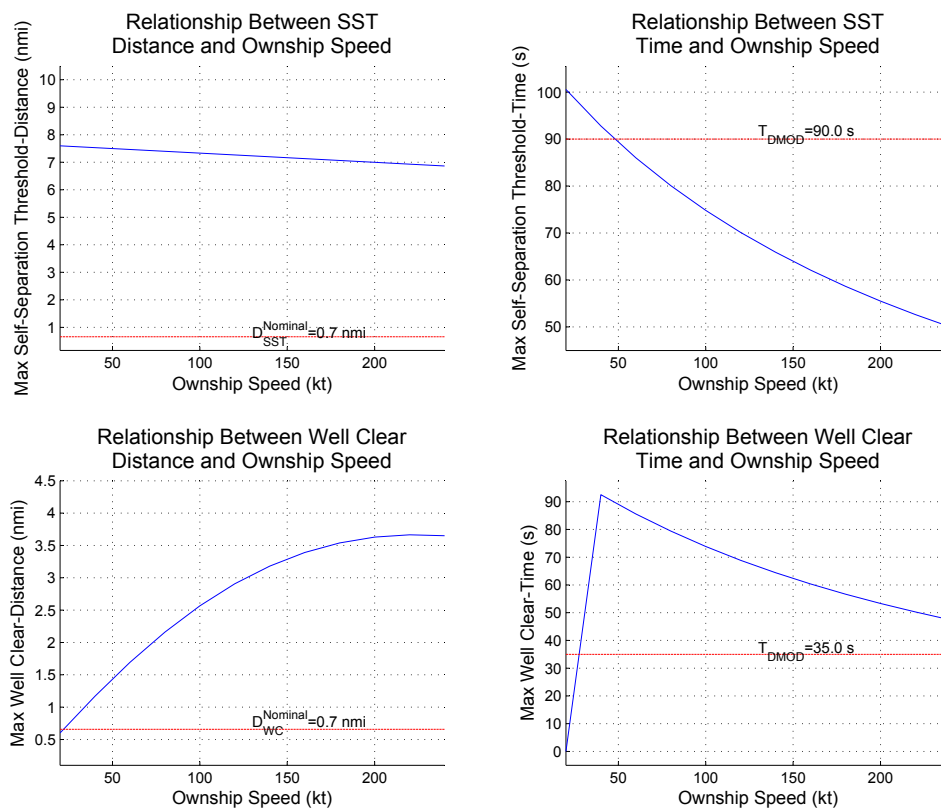 Relationship Between SST
Distance and Ownship Speed
Max Self-Separation Threshold-Distance (nmi)
10
9
8
7
6
5
4
3
2
1
D_SST^Nominal=0.7 nmi
50 100 150 200
Ownship Speed (kt)
Relationship Between SST
Time and Ownship Speed
Max Self-Separation Threshold-Time (s)
100
90
80
70
60
50
T_DMOD=90.0 s
50 100 150 200
Ownship Speed (kt)
Relationship Between Well Clear
Distance and Ownship Speed
Max Well Clear-Distance (nmi)
4.5
4
3.5
3
2.5
2
1.5
1
0.5
D_WC^Nominal=0.7 nmi
50 100 150 200
Ownship Speed (kt)
Relationship Between Well Clear
Time and Ownship Speed
Max Well Clear-Time (s)
90
80
70
60
50
40
30
20
10
0
T_DMOD=35.0 s
50 100 150 200
Ownship Speed (kt)